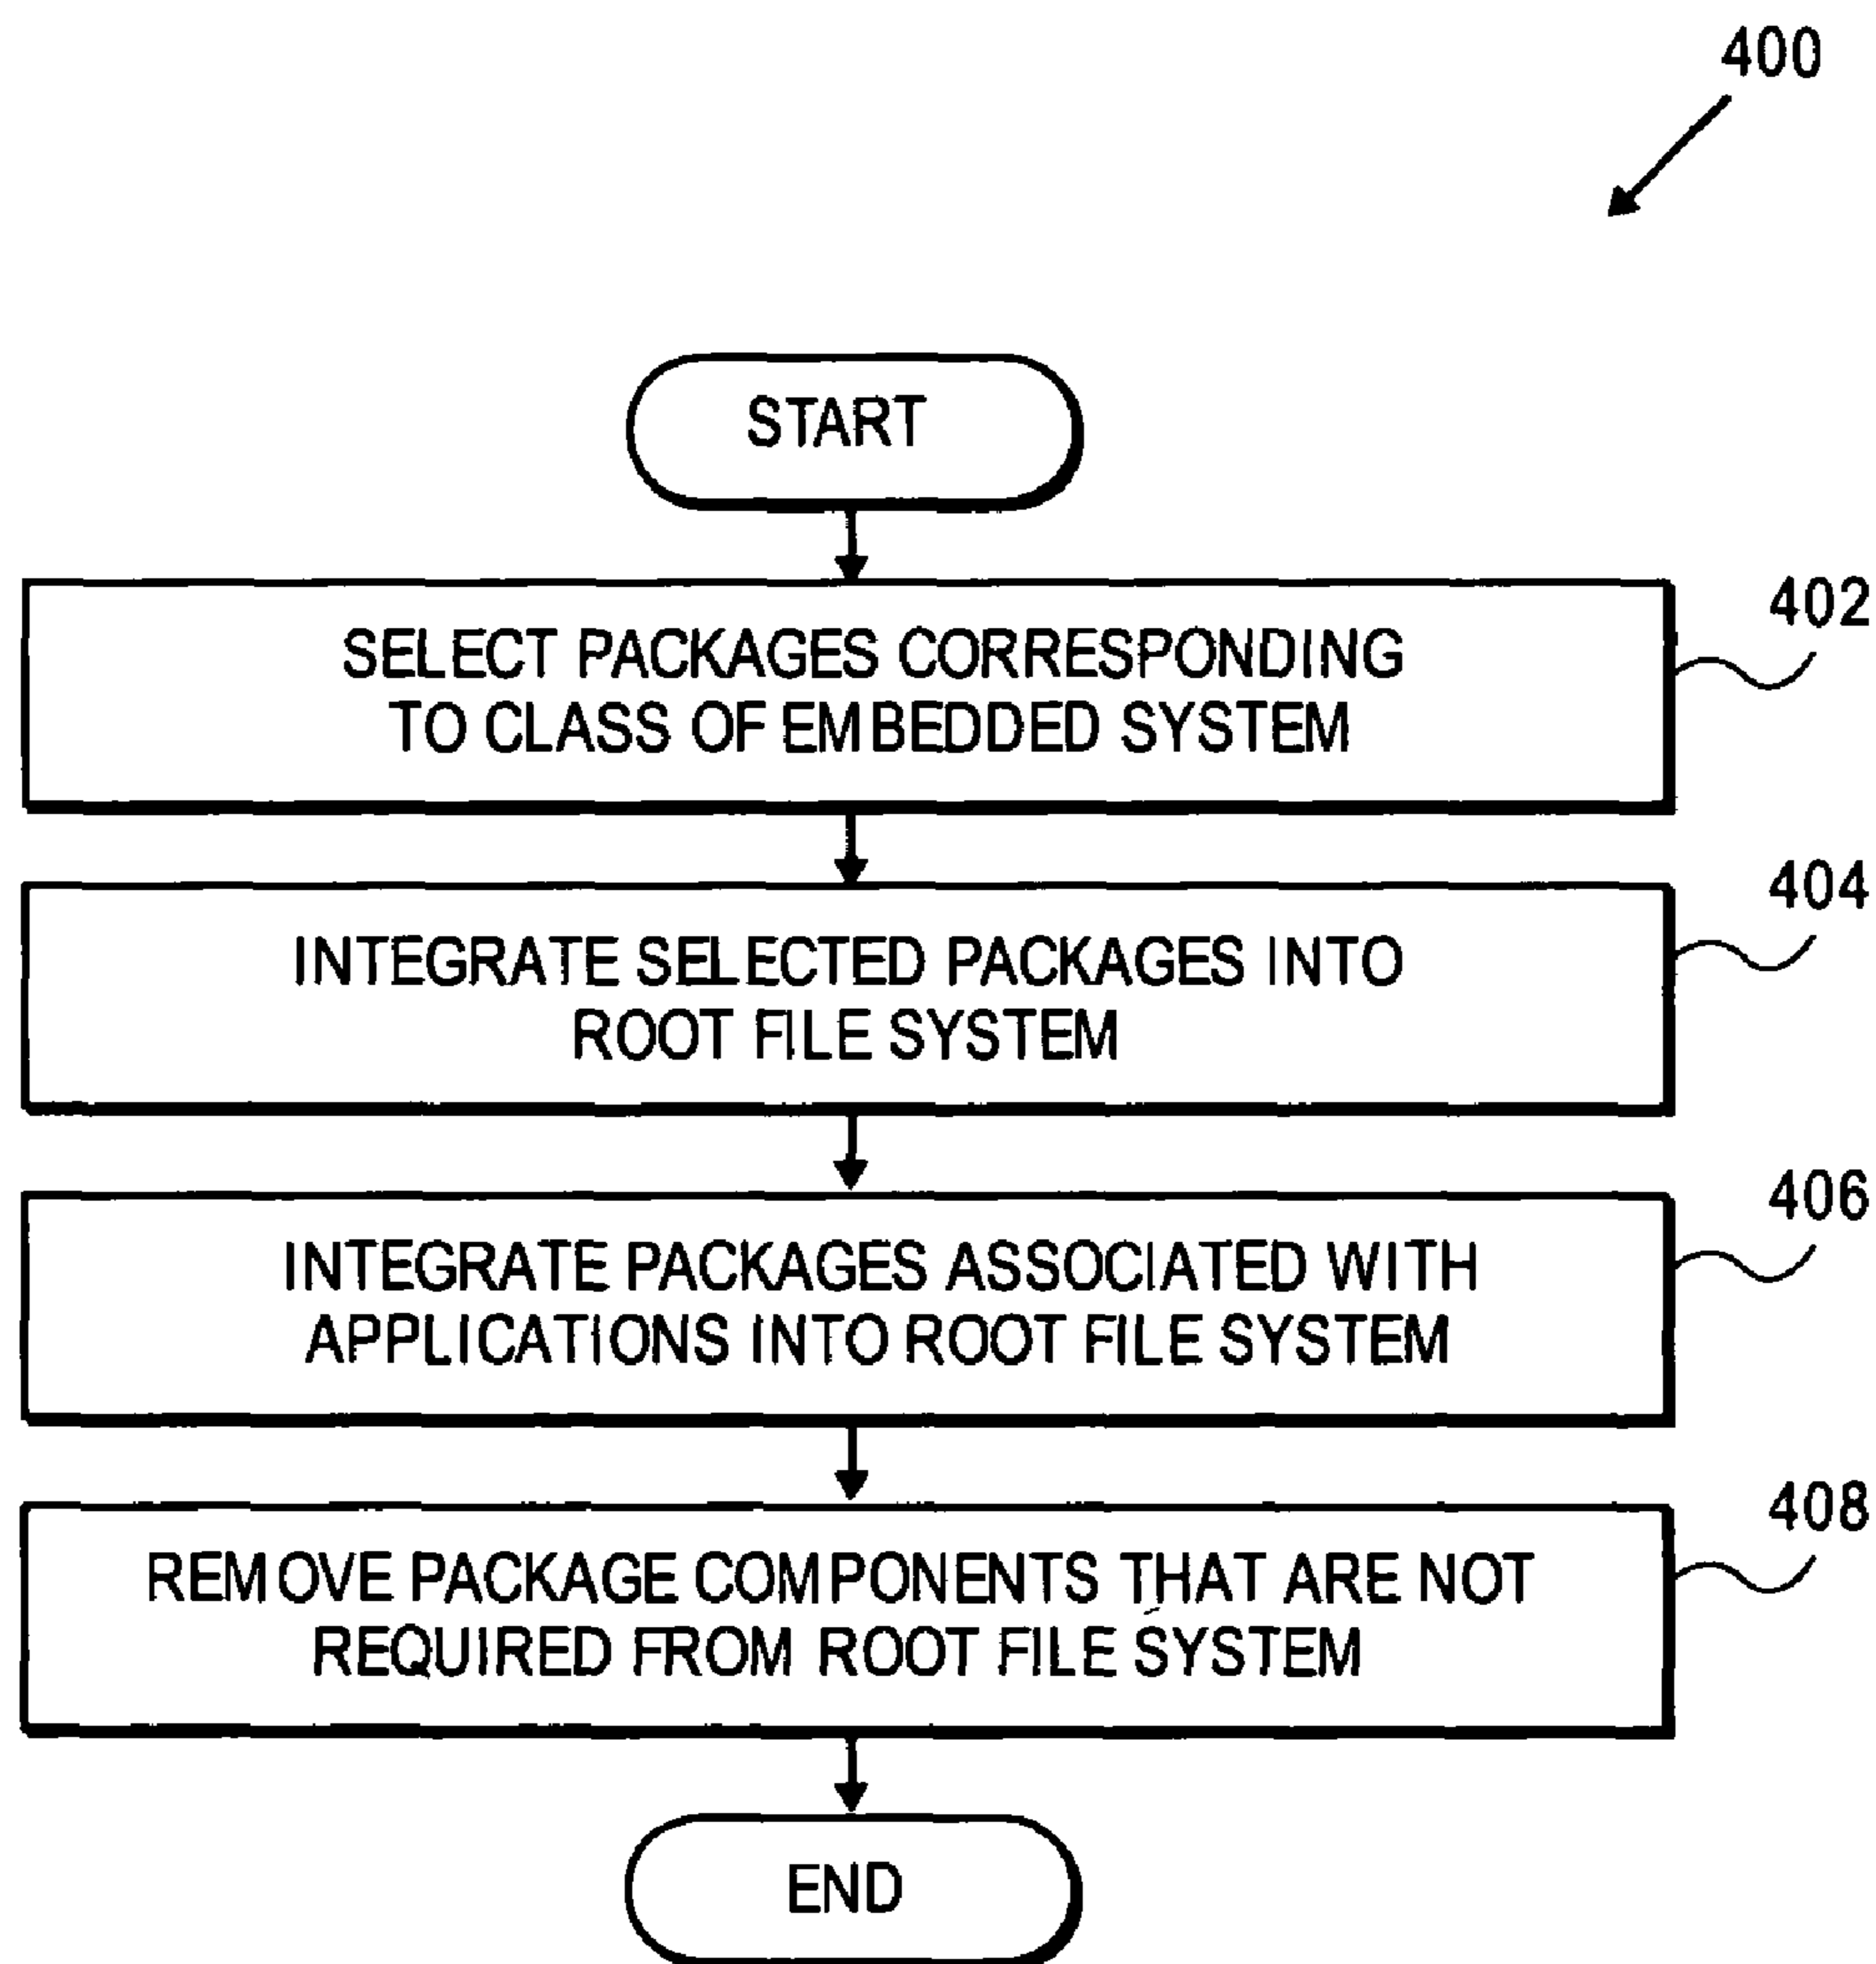 400
START
402
SELECT PACKAGES CORRESPONDING
TO CLASS OF EMBEDDED SYSTEM
404
INTEGRATE SELECTED PACKAGES INTO
ROOT FILE SYSTEM
406
INTEGRATE PACKAGES ASSOCIATED WITH
APPLICATIONS INTO ROOT FILE SYSTEM
408
REMOVE PACKAGE COMPONENTS THAT ARE NOT
REQUIRED FROM ROOT FILE SYSTEM
END